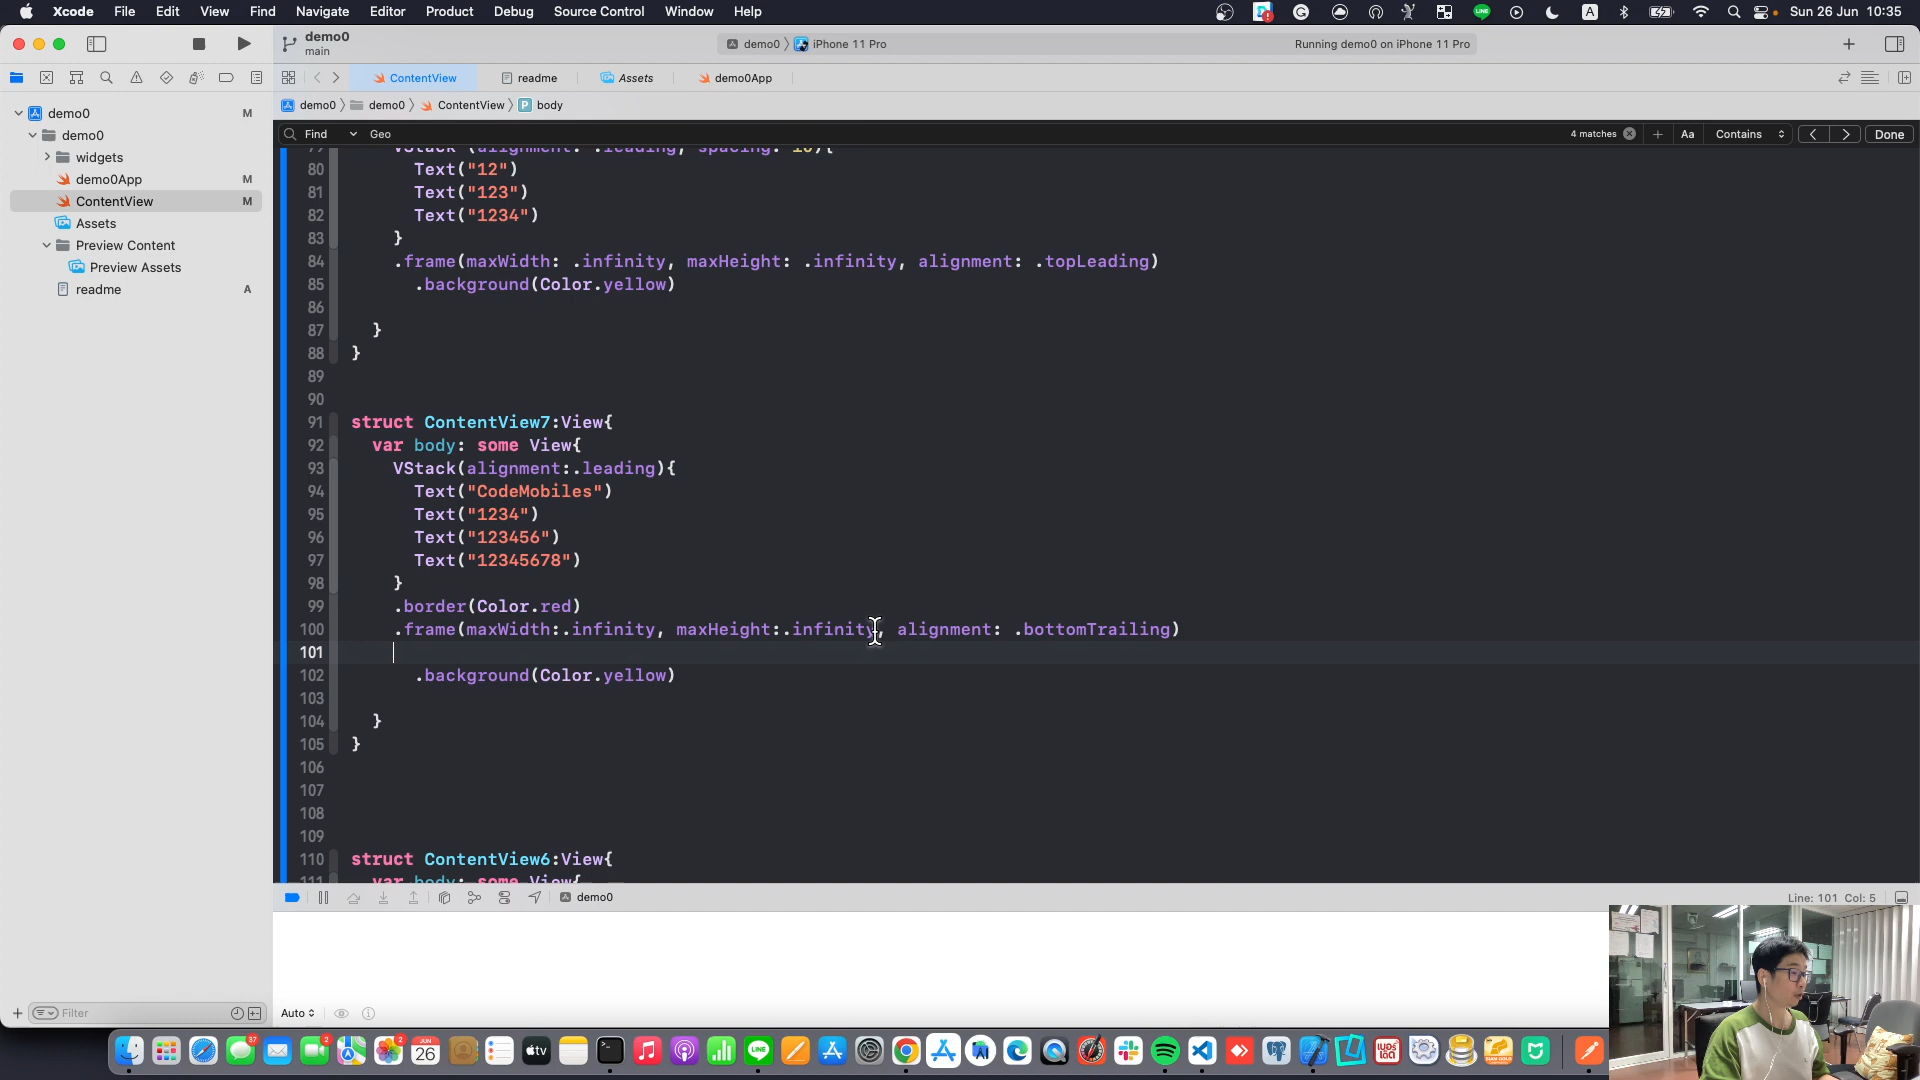 Xcode File Edit View Find Navigate Editor Product Debug Source Control Window Help A Sun 26 Jun 10:35
demo0
main
demo0 〉 iPhone 11 Pro
Running demo0 on iPhone 11 Pro
ContentView readme Assets demo0App
demo0 〉 demo0 〉 ContentView 〉 P body
Find Geo 4 matches Aa Contains Done
demo0 M
demo0
widgets
demo0App M
ContentView M
Assets
Preview Content
Preview Assets
readme A
79 VStack (alignment: .leading, spacing: 10){
80 Text("12")
81 Text("123")
82 Text("1234")
83 }
84 .frame(maxWidth: .infinity, maxHeight: .infinity, alignment: .topLeading)
85 .background(Color.yellow)
86
87 }
88 }
89
90
91 struct ContentView7:View{
92 var body: some View{
93 VStack(alignment:.leading){
94 Text("CodeMobiles")
95 Text("1234")
96 Text("123456")
97 Text("12345678")
98 }
99 .border(Color.red)
100 .frame(maxWidth:.infinity, maxHeight:.infinity, alignment: .bottomTrailing)
101
102 .background(Color.yellow)
103
104 }
105 }
106
107
108
109
110 struct ContentView6:View{
111 var body: some View{
demo0
Line: 101 Col: 5
Filter
Auto
37 2 JUN 26 2 tv LINE